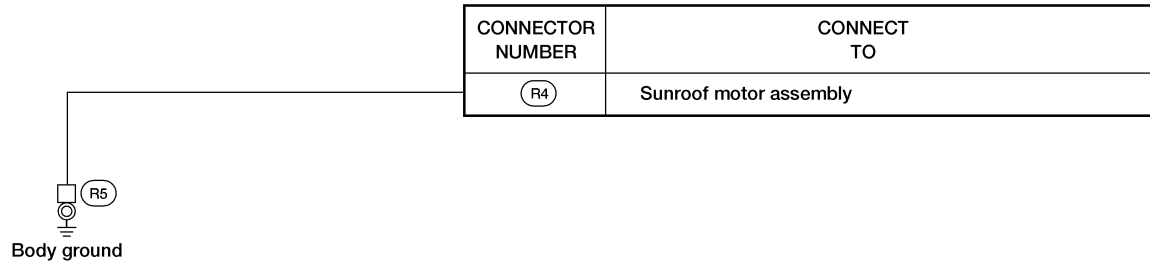 CONNECTOR
NUMBER
CONNECT
TO
R4
Sunroof motor assembly
R5
Body ground